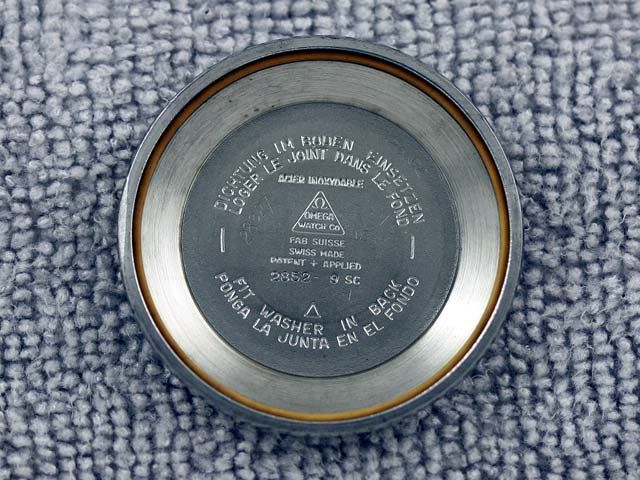 DICHTUNG IM BODEN EINSETZEN
LOGER LE JOINT DANS LE FOND
ACIER INOXYDABLE
Ω
OMEGA
WATCH CO
FAB SUISSE
SWISS MADE
PATENT + APPLIED
2852 - 9 SC
FIT WASHER IN BACK
PONGA LA JUNTA EN EL FONDO